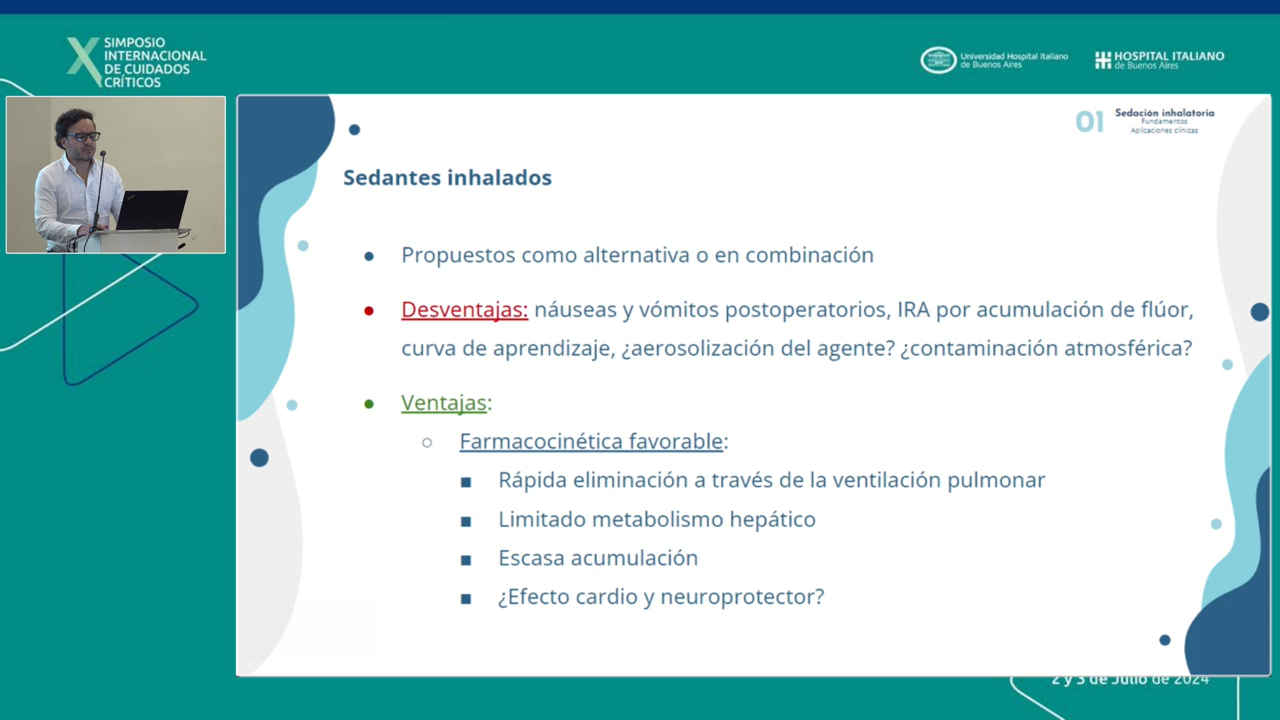 SIMPOSIO
INTERNACIONAL
DE CUIDADOS
CRÍTICOS
Universidad Hospital Italiano
de Buenos Aires
HOSPITAL ITALIANO
de Buenos Aires
01
Sedación inhalatoria
Fundamentos
Aplicaciones clínicas
Sedantes inhalados
Propuestos como alternativa o en combinación
Desventajas: náuseas y vómitos postoperatorios, IRA por acumulación de flúor,
curva de aprendizaje, ¿aerosolización del agente? ¿contaminación atmosférica?
Ventajas:
Farmacocinética favorable:
Rápida eliminación a través de la ventilación pulmonar
Limitado metabolismo hepático
Escasa acumulación
¿Efecto cardio y neuroprotector?
2 y 3 de Julio de 2024